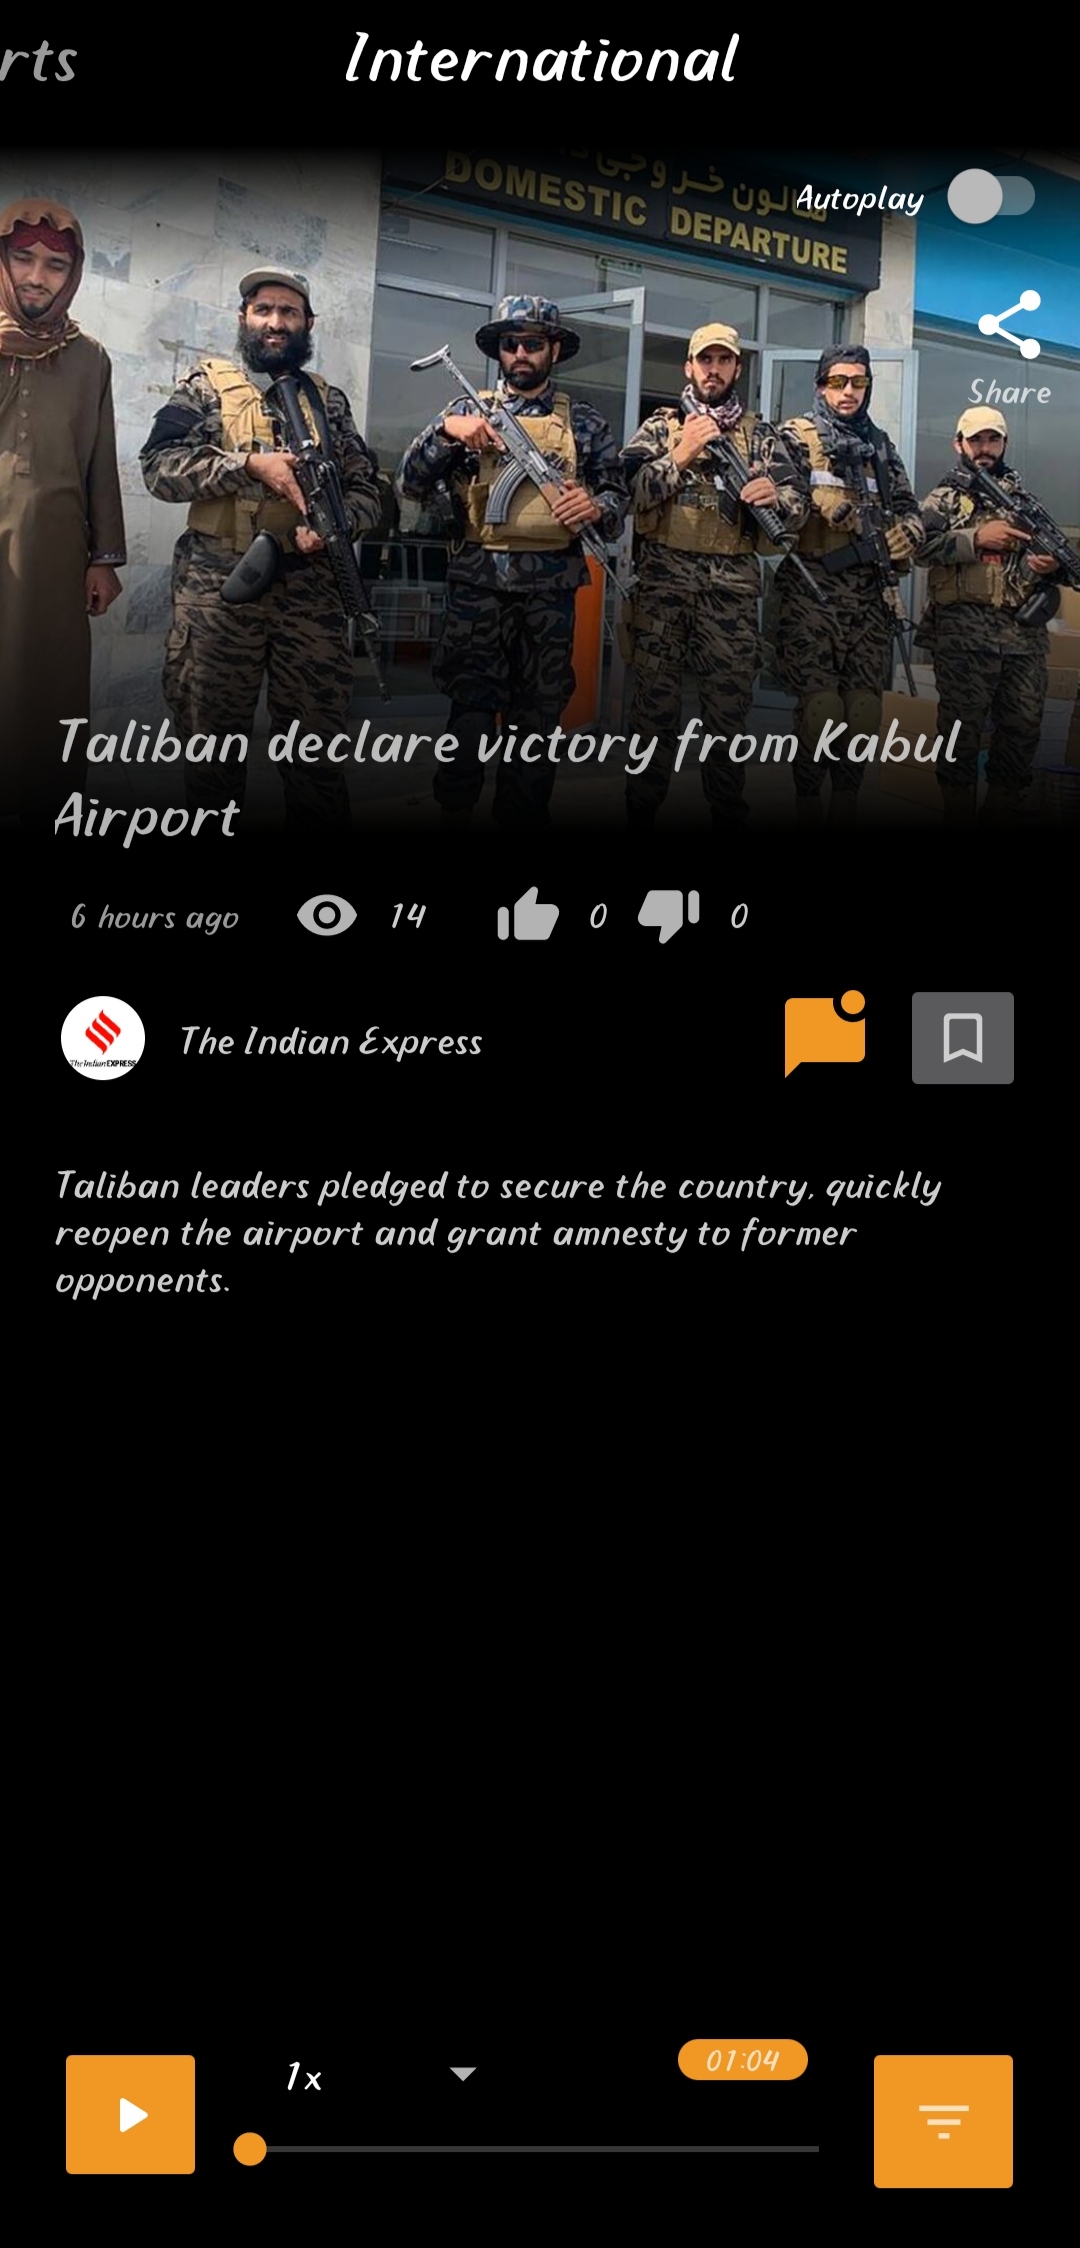 rts
International
سالون خروجی
DOMESTIC DEPARTURE
Autoplay
Share
Taliban declare victory from Kabul
Airport
6 hours ago 14 0 0
The Indian EXPRESS
The Indian Express
Taliban leaders pledged to secure the country, quickly
reopen the airport and grant amnesty to former
opponents.
1x
01:04